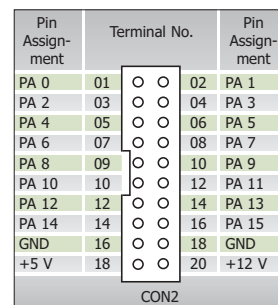 Pin Assign- ment Terminal No. Pin Assign- ment
PA 0 01 02 PA 1
PA 2 03 04 PA 3
PA 4 05 06 PA 5
PA 6 07 08 PA 7
PA 8 09 10 PA 9
PA 10 10 12 PA 11
PA 12 12 14 PA 13
PA 14 14 16 PA 15
GND 16 18 GND
+5 V 18 20 +12 V
CON2